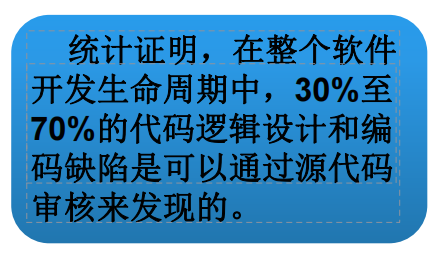 统计证明，在整个软件
开发生命周期中，30%至
70%的代码逻辑设计和编
码缺陷是可以通过源代码
审核来发现的。